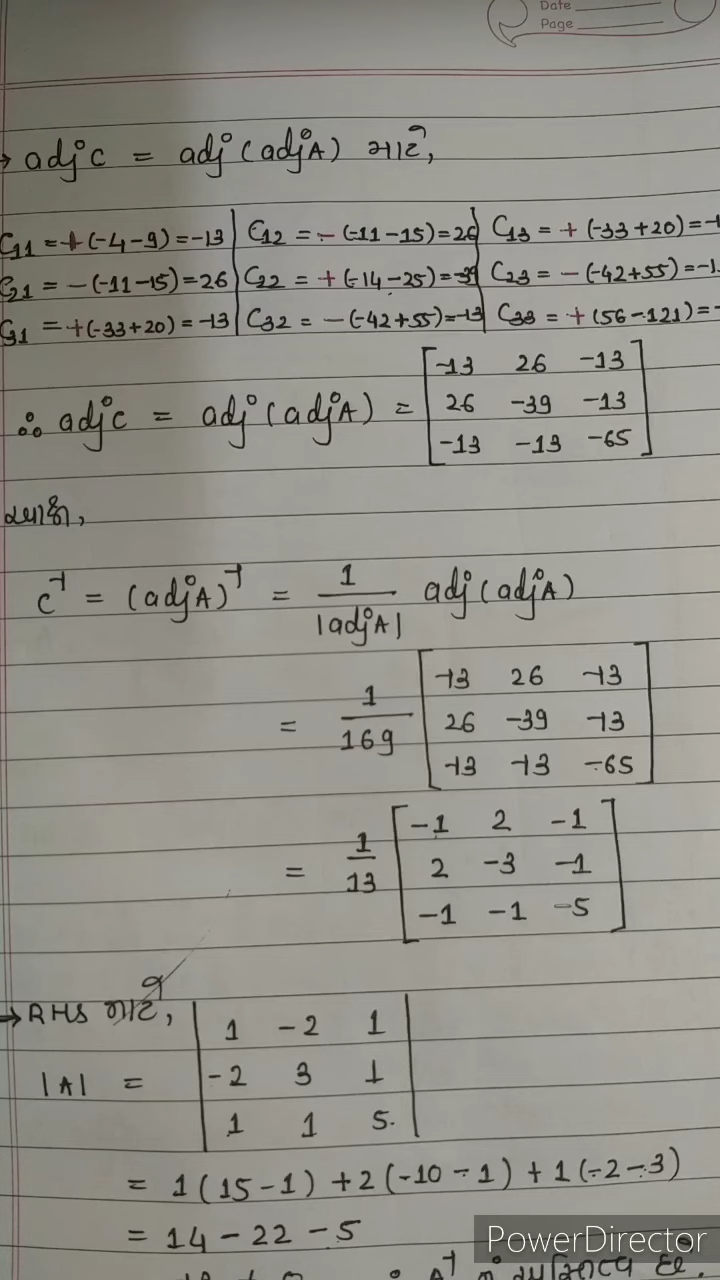 Date
Page
→ adj C = adj (adj A) માટે,
C11 = +(-4-9) = -13 | C12 = -(-11-15) = 26 | C13 = +(-33+20) = -1
C21 = -(-11-15) = 26 | C22 = +(-14-25) = -39 | C23 = -(-42+55) = -1
C31 = +(-33+20) = -13 | C32 = -(-42+55) = -13 | C33 = +(56-121) = -
∴ adj C = adj (adj A) = [ -13 26 -13
26 -39 -13
-13 -13 -65 ]
C⁻¹ = (adj A)⁻¹ = 1/|adj A| adj (adj A)
= 1/169 [ -13 26 -13
26 -39 -13
-13 -13 -65 ]
= 1/13 [ -1 2 -1
2 -3 -1
-1 -1 -5 ]
→ RHS માટે,
|A| = | 1 -2 1
-2 3 1
1 1 5 |
= 1(15-1) + 2(-10-1) + 1(-2-3)
= 14 - 22 - 5
PowerDirector
A⁻¹ નું